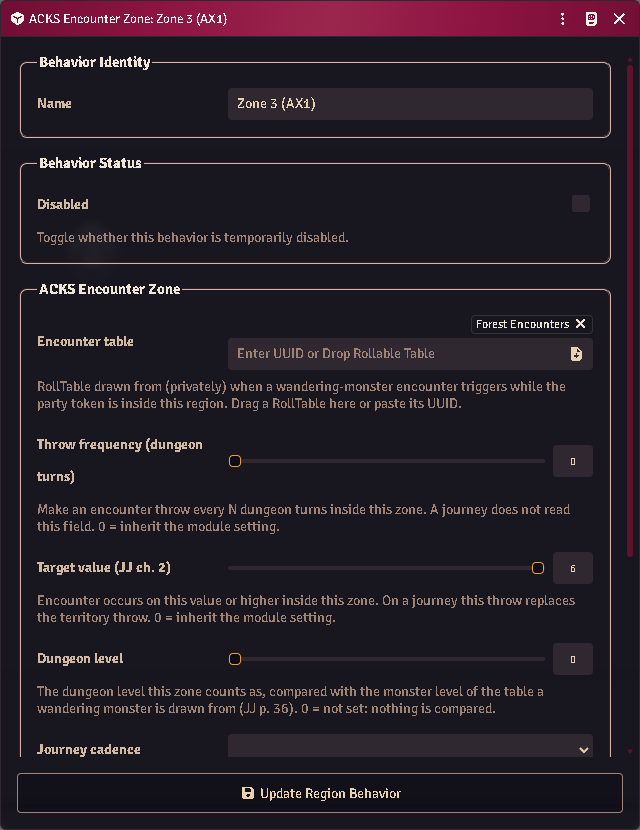 ACKS Encounter Zone: Zone 3 (AX1)
Behavior Identity
Name
Zone 3 (AX1)
Behavior Status
Disabled
Toggle whether this behavior is temporarily disabled.
ACKS Encounter Zone
Forest Encounters
Encounter table
Enter UUID or Drop Rollable Table
RollTable drawn from (privately) when a wandering-monster encounter triggers while the
party token is inside this region. Drag a RollTable here or paste its UUID.
Throw frequency (dungeon
turns)
0
Make an encounter throw every N dungeon turns inside this zone. A journey does not read
this field. 0 = inherit the module setting.
Target value (JJ ch. 2)
6
Encounter occurs on this value or higher inside this zone. On a journey this throw replaces
the territory throw. 0 = inherit the module setting.
Dungeon level
0
The dungeon level this zone counts as, compared with the monster level of the table a
wandering monster is drawn from (JJ p. 36). 0 = not set: nothing is compared.
Journey cadence
Update Region Behavior